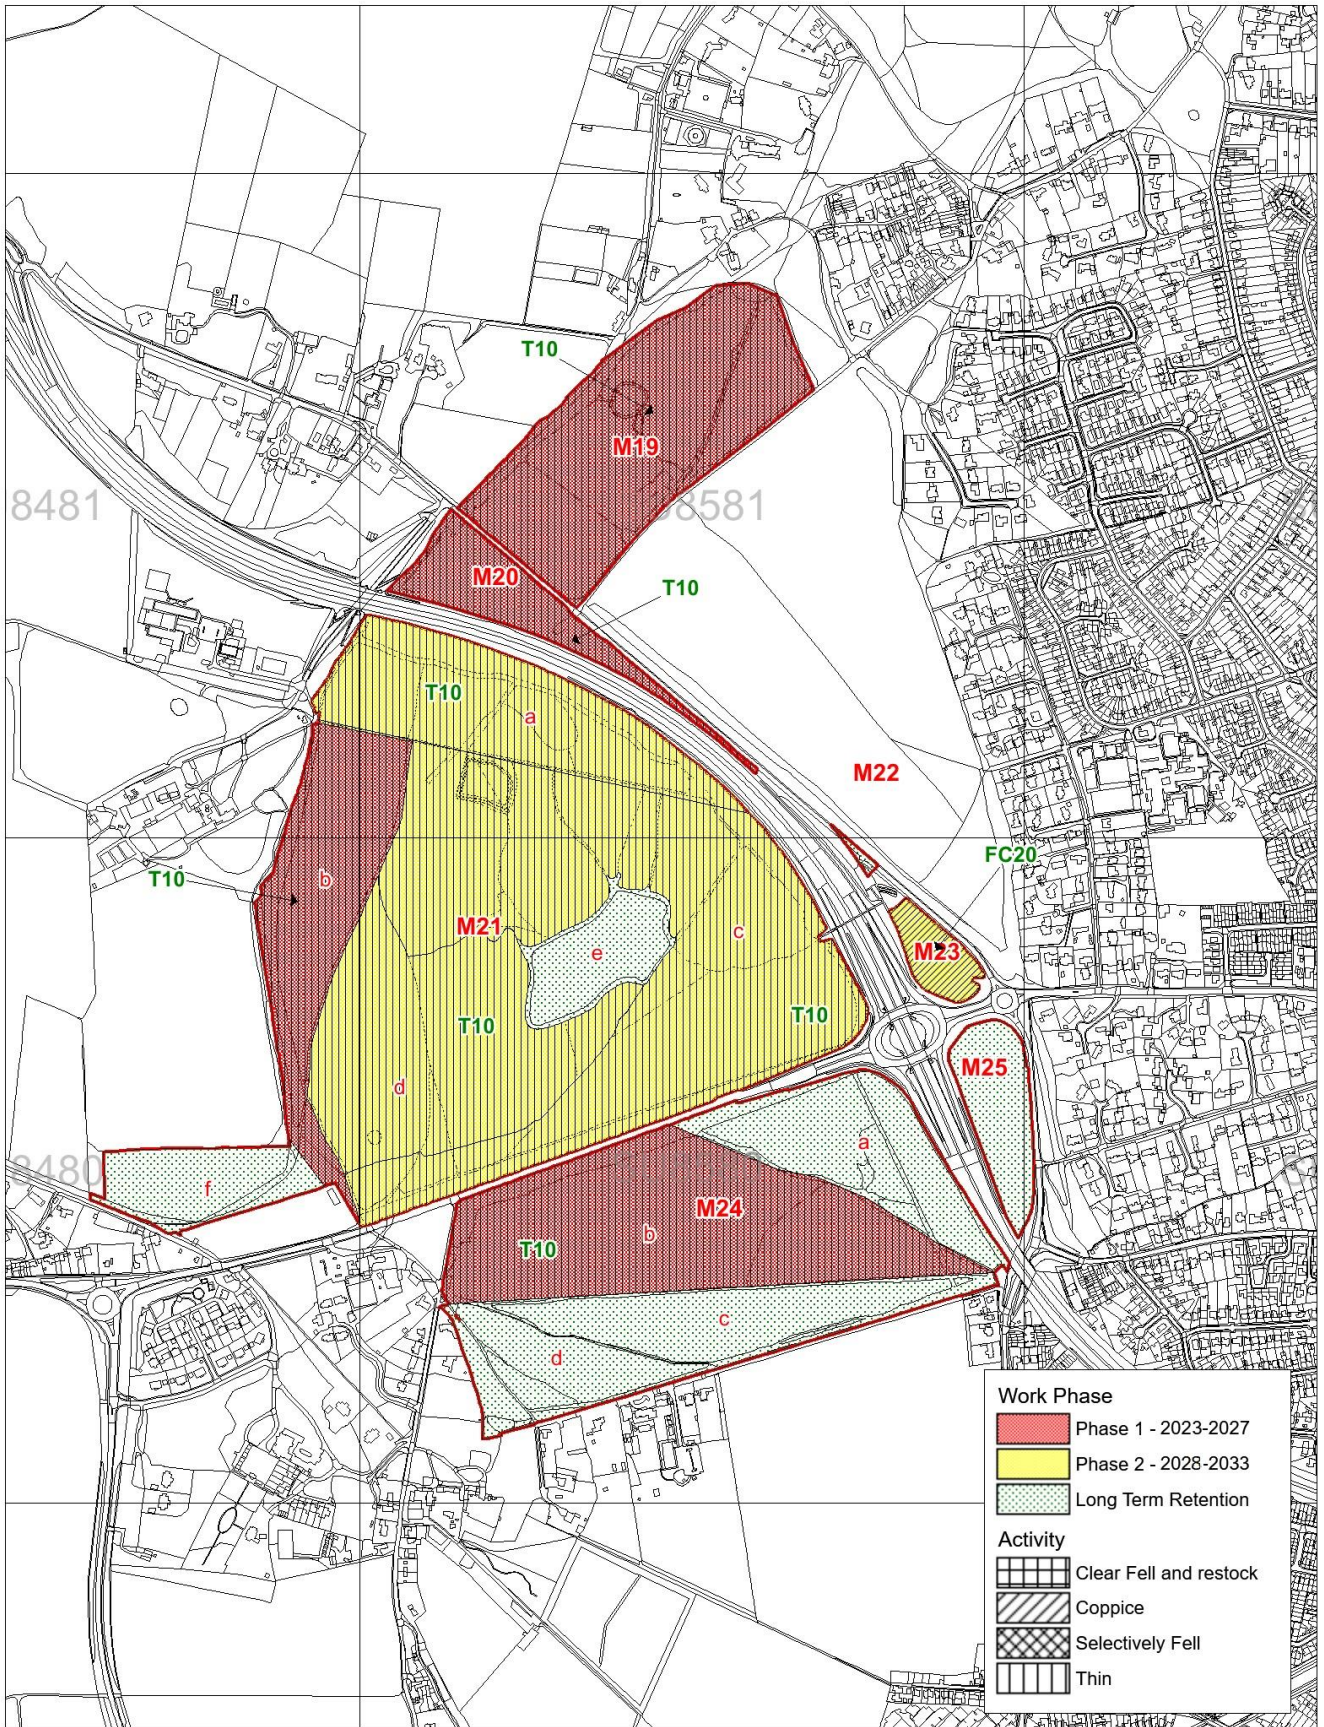 T10
M19
8481
8581
M20
T10
T10
a
M22
FC20
T10
b
M21
c
M23
e
T10
T10
M25
d
a
8480
f
M24
b
T10
c
d
Work Phase
Phase 1 - 2023-2027
Phase 2 - 2028-2033
Long Term Retention
Activity
Clear Fell and restock
Coppice
Selectively Fell
Thin